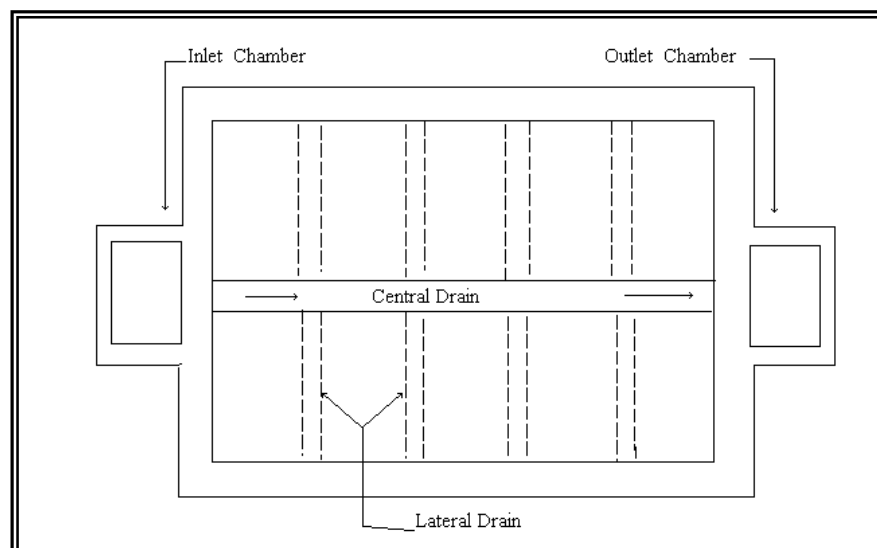 Inlet Chamber
Outlet Chamber
Central Drain
Lateral Drain